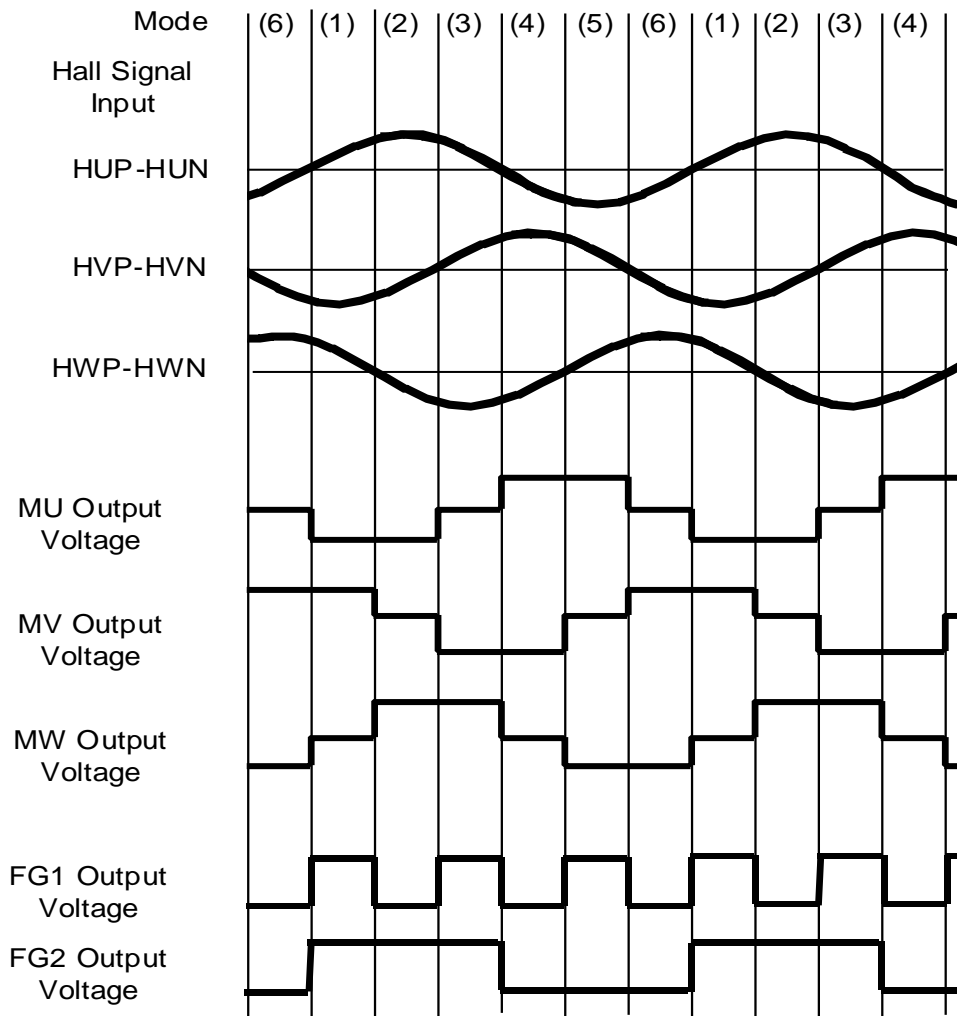 Mode (6) (1) (2) (3) (4) (5) (6) (1) (2) (3) (4)
Hall Signal
Input
HUP-HUN
HVP-HVN
HWP-HWN
MU Output
Voltage
MV Output
Voltage
MW Output
Voltage
FG1 Output
Voltage
FG2 Output
Voltage